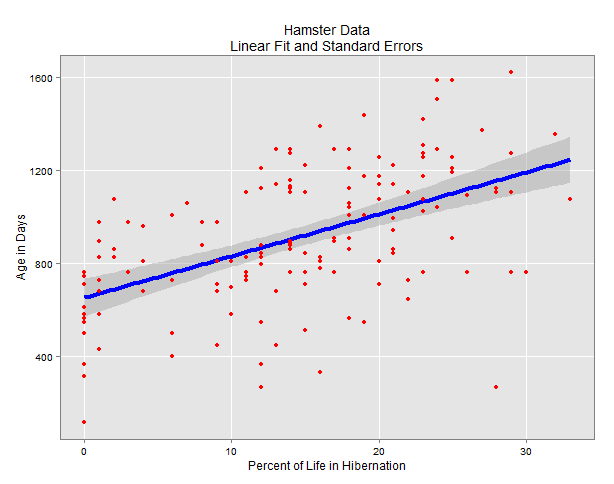 Hamster Data
Linear Fit and Standard Errors
1600
1200
800
400
Age in Days
0
10
20
30
Percent of Life in Hibernation